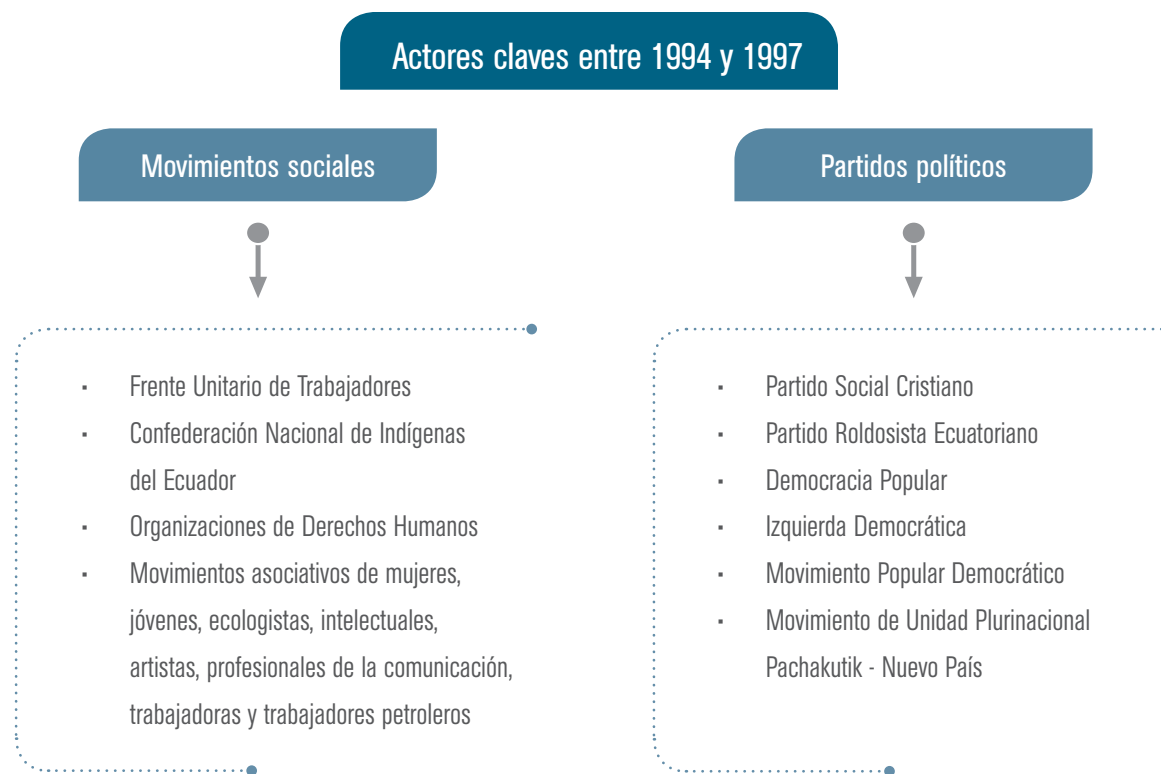 Actores claves entre 1994 y 1997
Movimientos sociales
▪ Frente Unitario de Trabajadores
▪ Confederación Nacional de Indígenas
del Ecuador
▪ Organizaciones de Derechos Humanos
▪ Movimientos asociativos de mujeres,
jóvenes, ecologistas, intelectuales,
artistas, profesionales de la comunicación,
trabajadoras y trabajadores petroleros
Partidos políticos
▪ Partido Social Cristiano
▪ Partido Roldosista Ecuatoriano
▪ Democracia Popular
▪ Izquierda Democrática
▪ Movimiento Popular Democrático
▪ Movimiento de Unidad Plurinacional
Pachakutik - Nuevo País